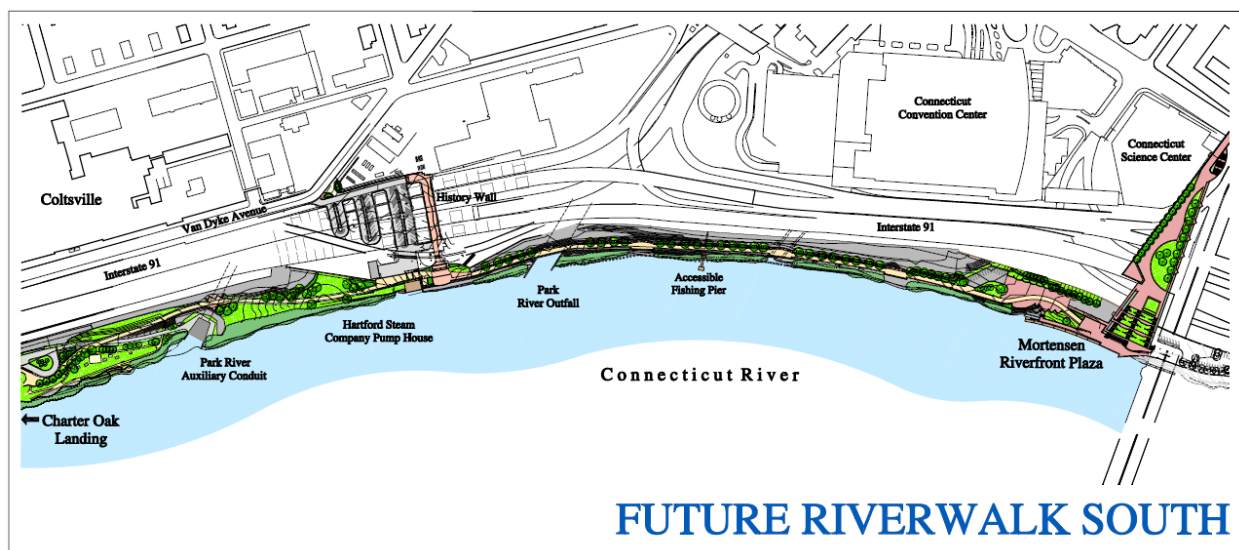 Connecticut
Convention Center
Connecticut
Science Center
Coltsville
History Wall
Van Dyke Avenue
Interstate 91
Interstate 91
Accessible
Fishing Pier
Park
River Outfall
Hartford Steam
Company Pump House
Park River
Auxiliary Conduit
Mortensen
Riverfront Plaza
Connecticut River
Charter Oak
Landing
FUTURE RIVERWALK SOUTH